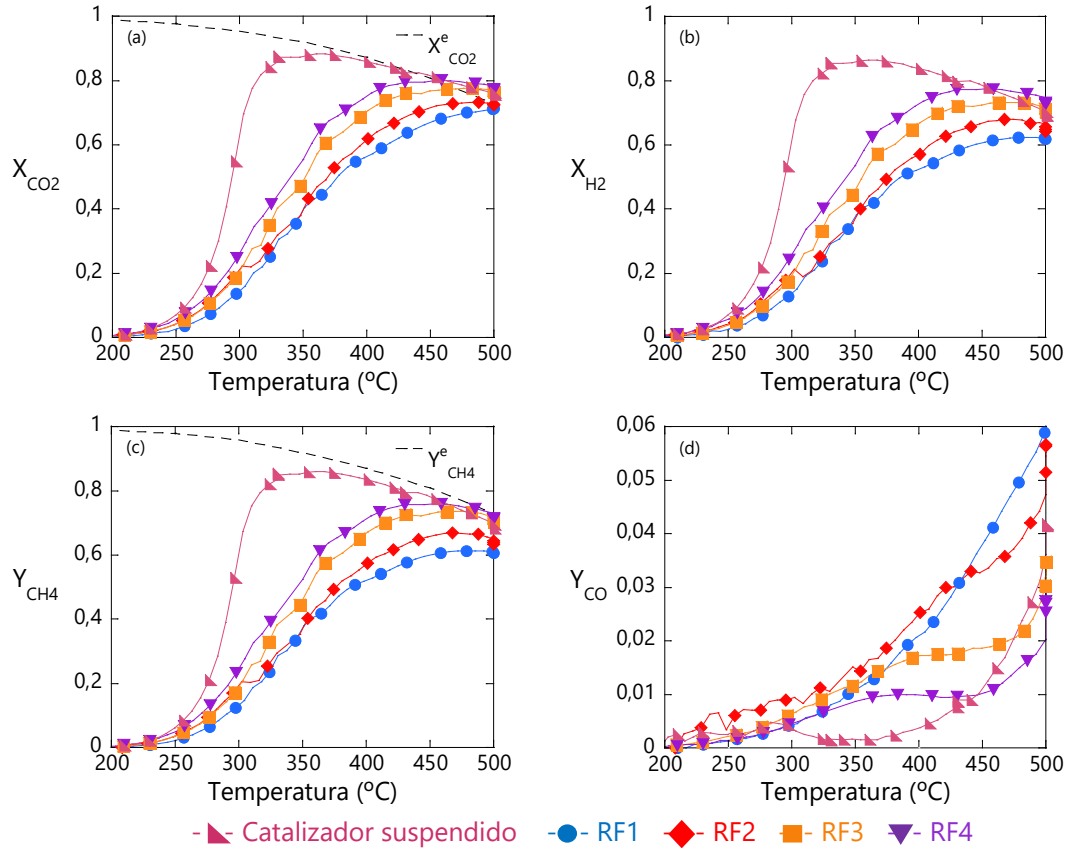 (a)
X^e_CO2
1
0,8
0,6
0,4
0,2
0
X_CO2
200 250 300 350 400 450 500
Temperatura (ºC)
(b)
1
0,8
0,6
0,4
0,2
0
X_H2
200 250 300 350 400 450 500
Temperatura (ºC)
(c)
Y^e_CH4
1
0,8
0,6
0,4
0,2
0
Y_CH4
200 250 300 350 400 450 500
Temperatura (ºC)
(d)
0,06
0,05
0,04
0,03
0,02
0,01
0
Y_CO
200 250 300 350 400 450 500
Temperatura (ºC)
Catalizador suspendido RF1 RF2 RF3 RF4